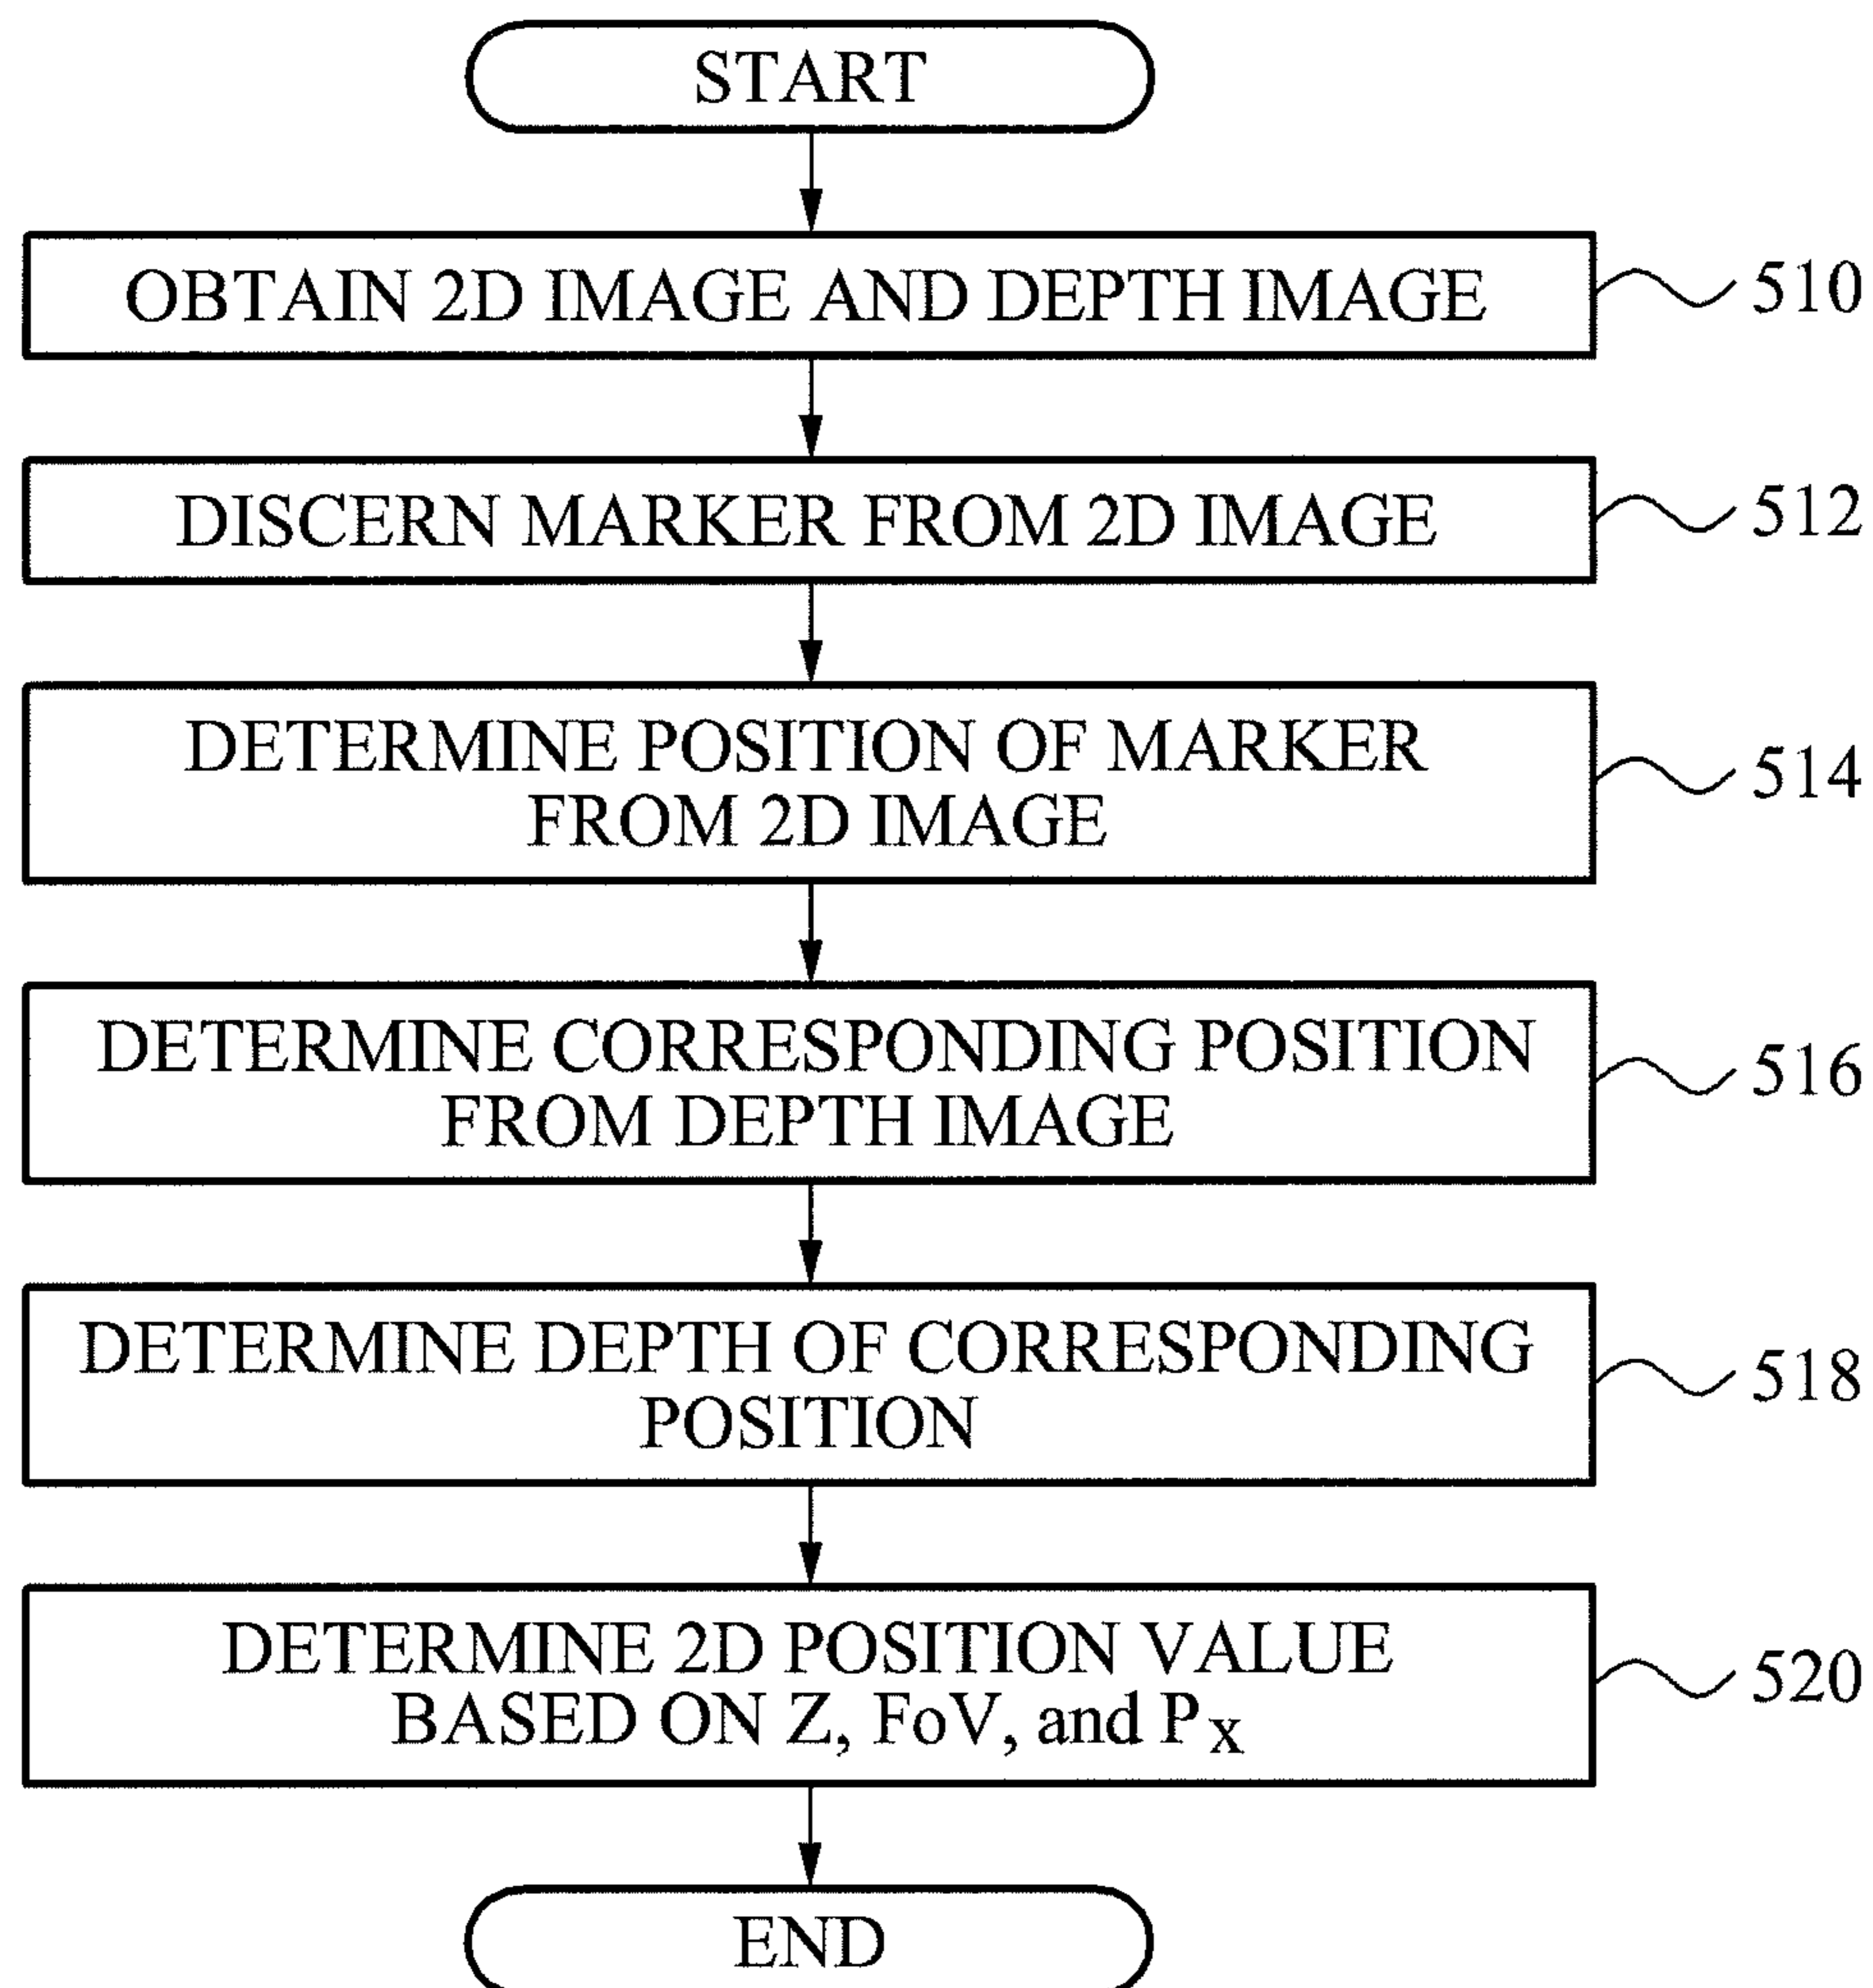 START
OBTAIN 2D IMAGE AND DEPTH IMAGE
510
DISCERN MARKER FROM 2D IMAGE
512
DETERMINE POSITION OF MARKER
FROM 2D IMAGE
514
DETERMINE CORRESPONDING POSITION
FROM DEPTH IMAGE
516
DETERMINE DEPTH OF CORRESPONDING
POSITION
518
DETERMINE 2D POSITION VALUE
BASED ON Z, FoV, and PX
520
END